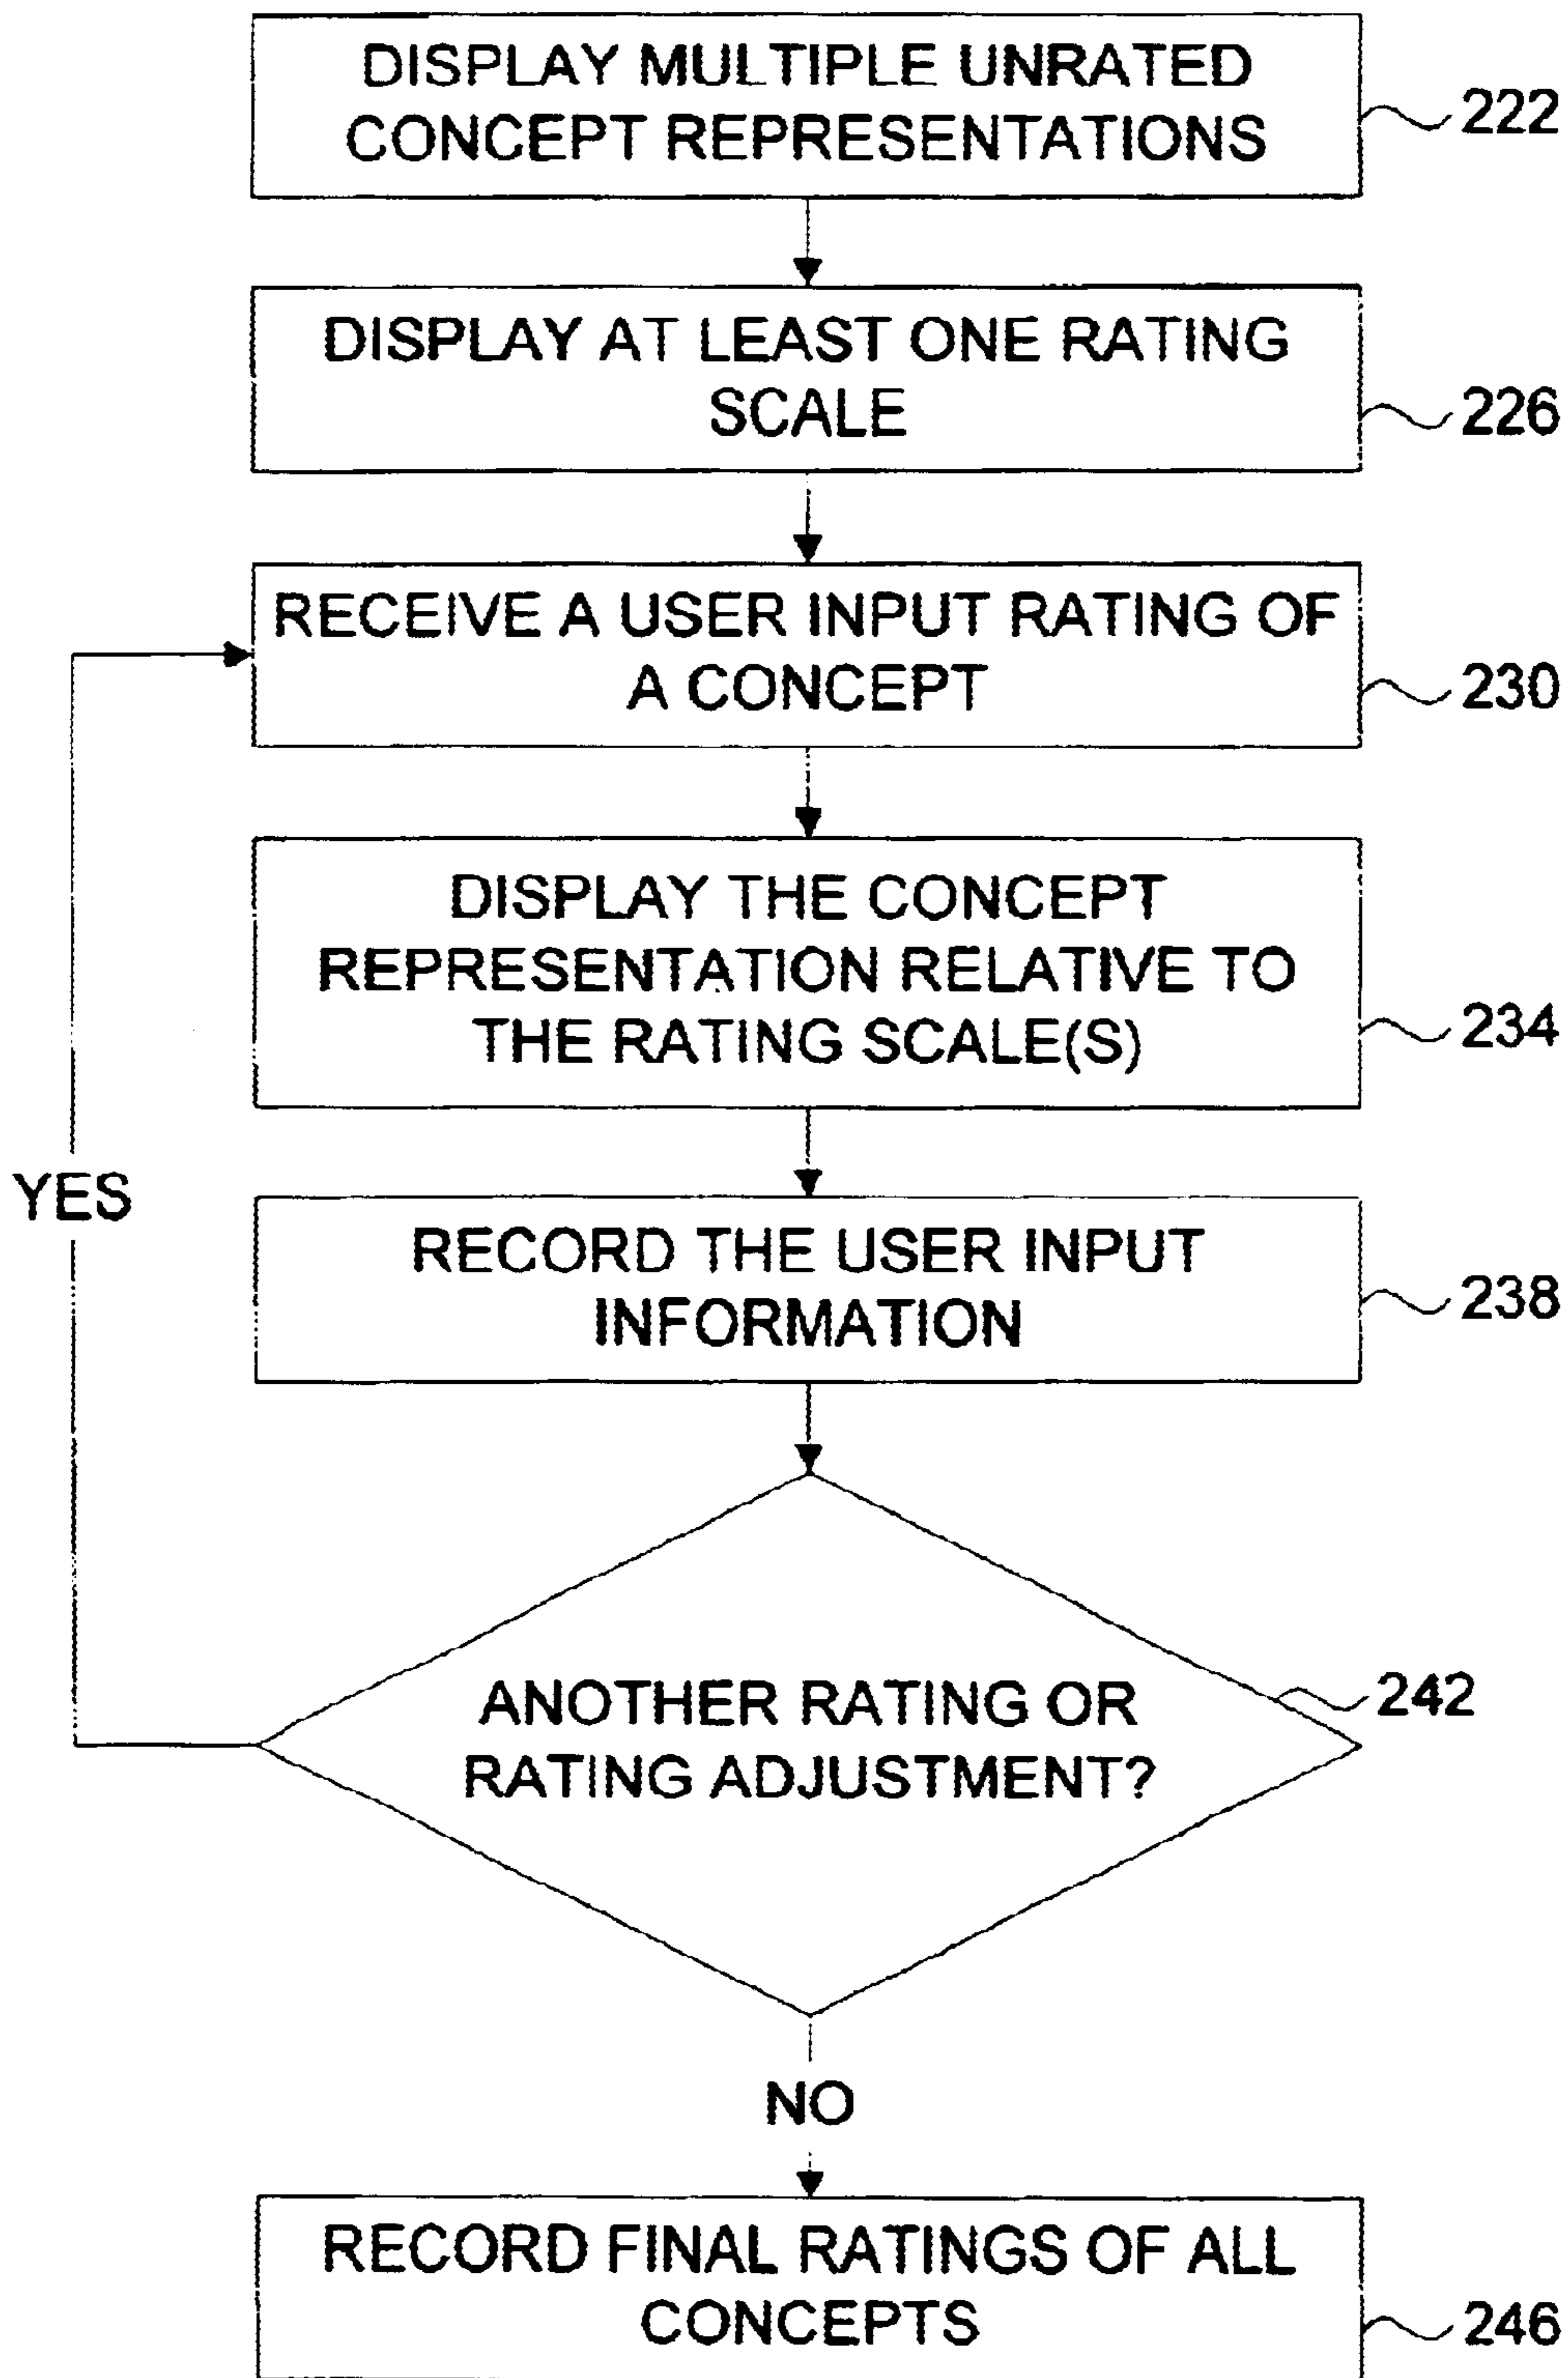 DISPLAY MULTIPLE UNRATED
CONCEPT REPRESENTATIONS
222
DISPLAY AT LEAST ONE RATING
SCALE
226
RECEIVE A USER INPUT RATING OF
A CONCEPT
230
DISPLAY THE CONCEPT
REPRESENTATION RELATIVE TO
THE RATING SCALE(S)
234
YES
RECORD THE USER INPUT
INFORMATION
238
ANOTHER RATING OR
RATING ADJUSTMENT?
242
NO
RECORD FINAL RATINGS OF ALL
CONCEPTS
246